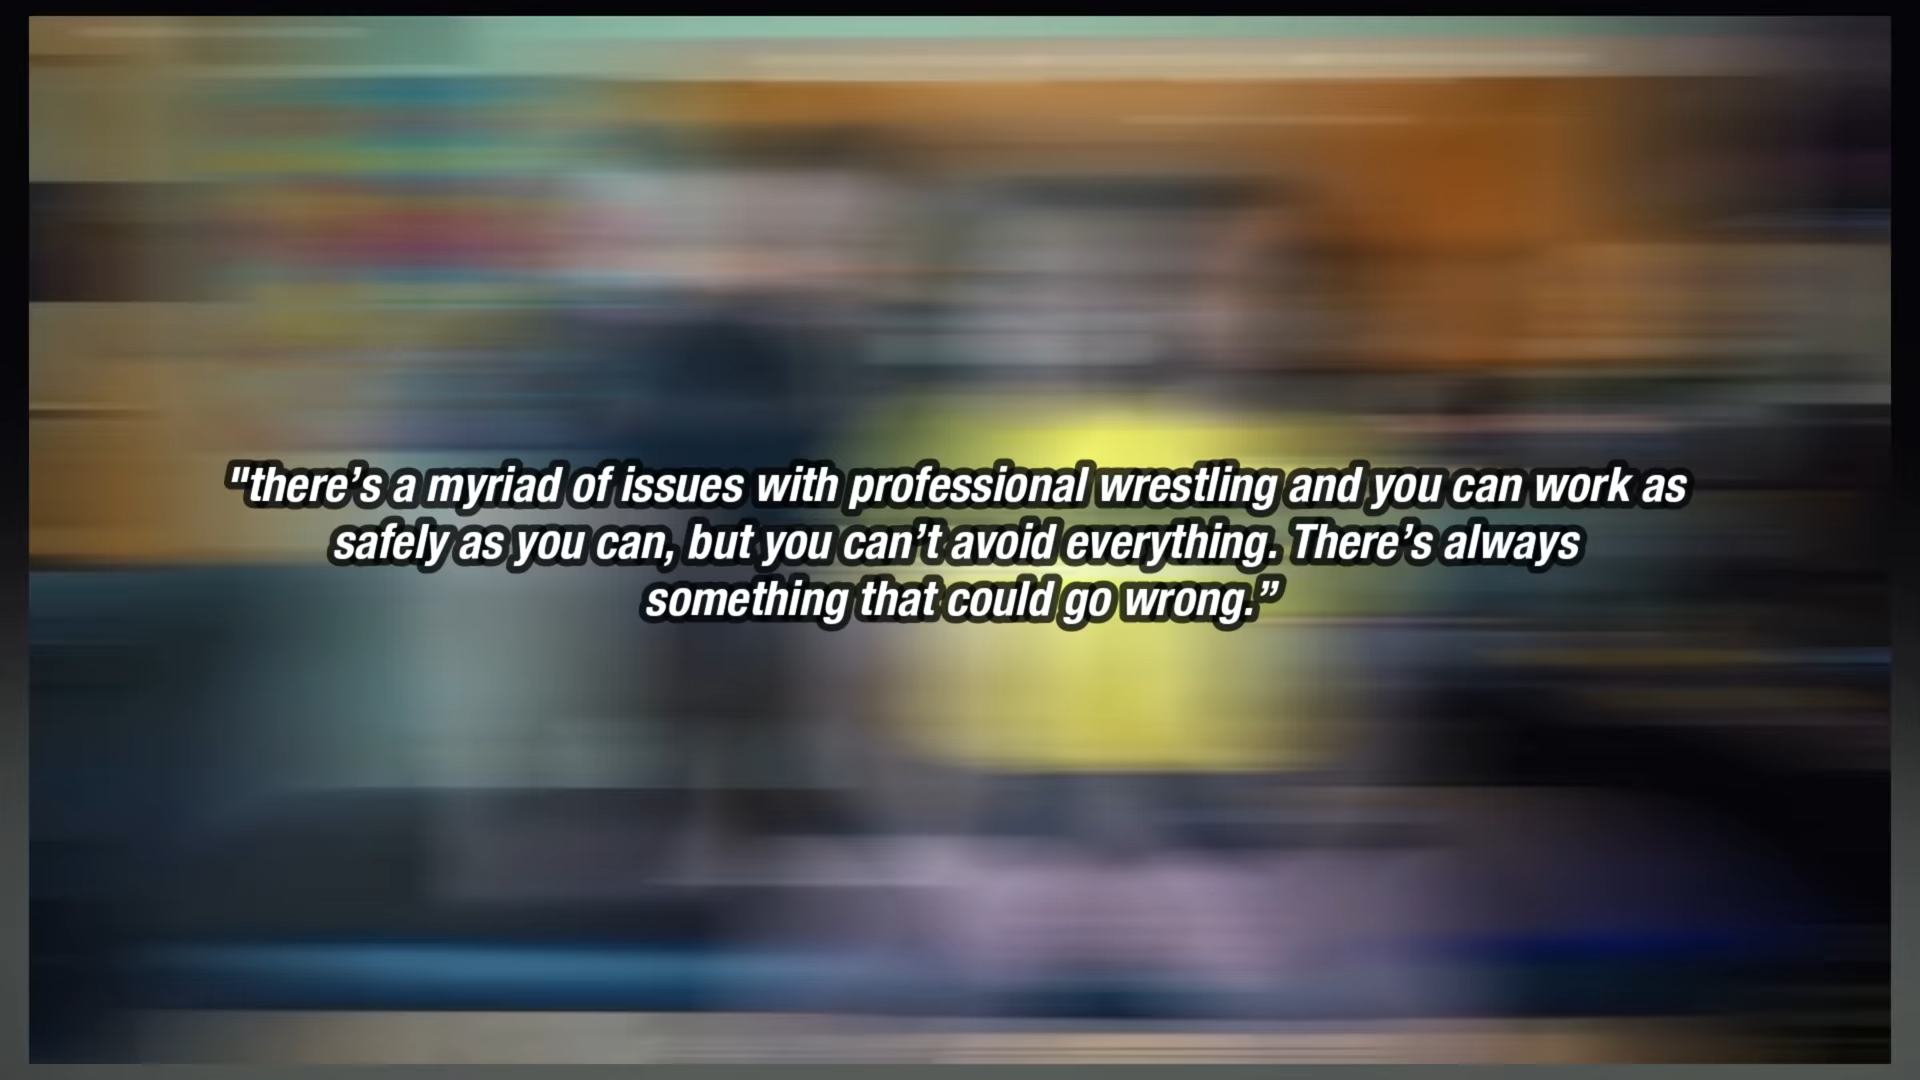 "there’s a myriad of issues with professional wrestling and you can work as
safely as you can, but you can’t avoid everything. There’s always
something that could go wrong.”